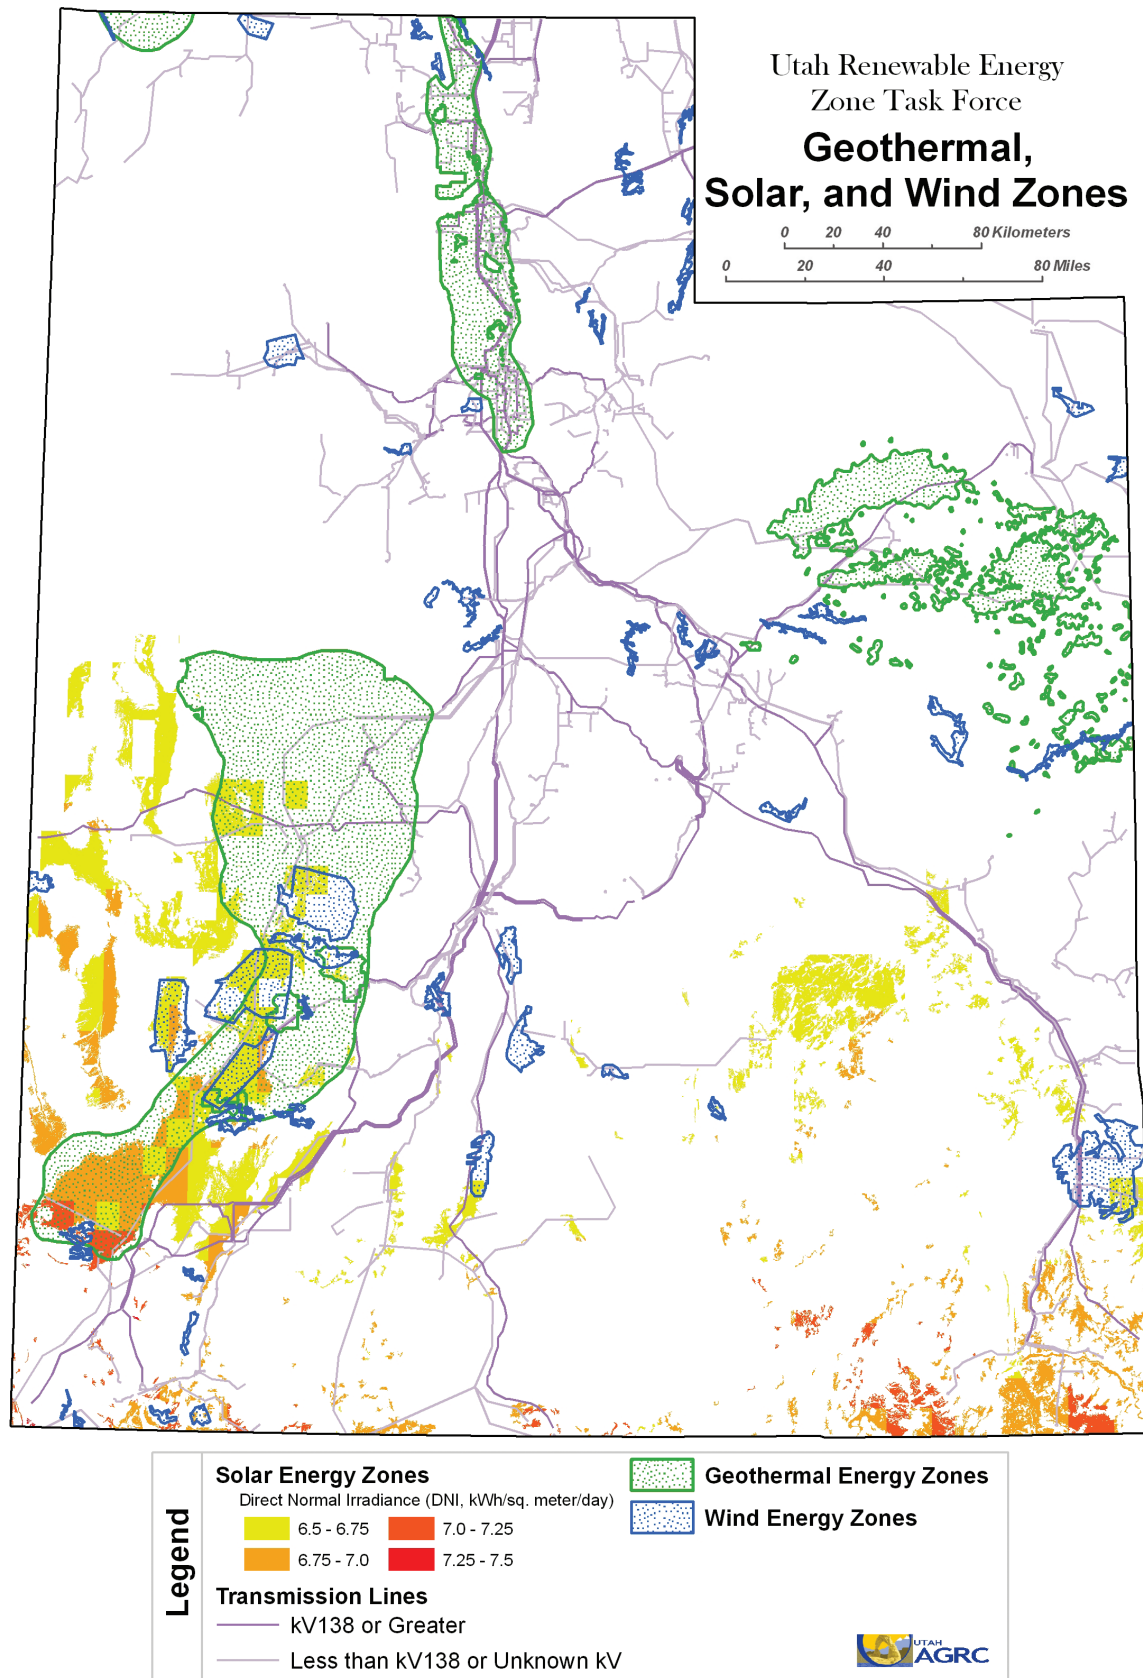 Utah Renewable Energy
Zone Task Force
Geothermal,
Solar, and Wind Zones
0 20 40 80 Kilometers
0 20 40 80 Miles
Legend
Solar Energy Zones
Direct Normal Irradiance (DNI, kWh/sq. meter/day)
6.5 - 6.75
7.0 - 7.25
6.75 - 7.0
7.25 - 7.5
Transmission Lines
kV138 or Greater
Less than kV138 or Unknown kV
Geothermal Energy Zones
Wind Energy Zones
UTAH
AGRC